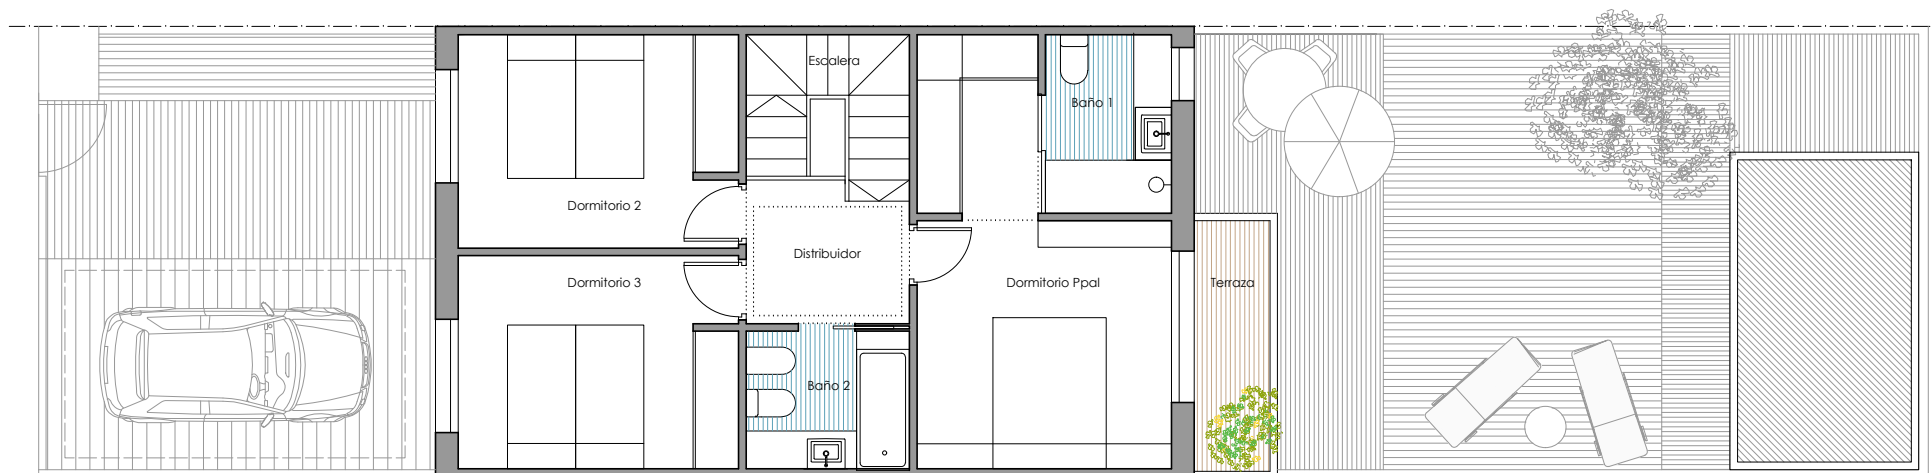 Escalera
Baño 1
Dormitorio 2
Distribuidor
Dormitorio 3
Dormitorio Ppal
Terraza
Baño 2